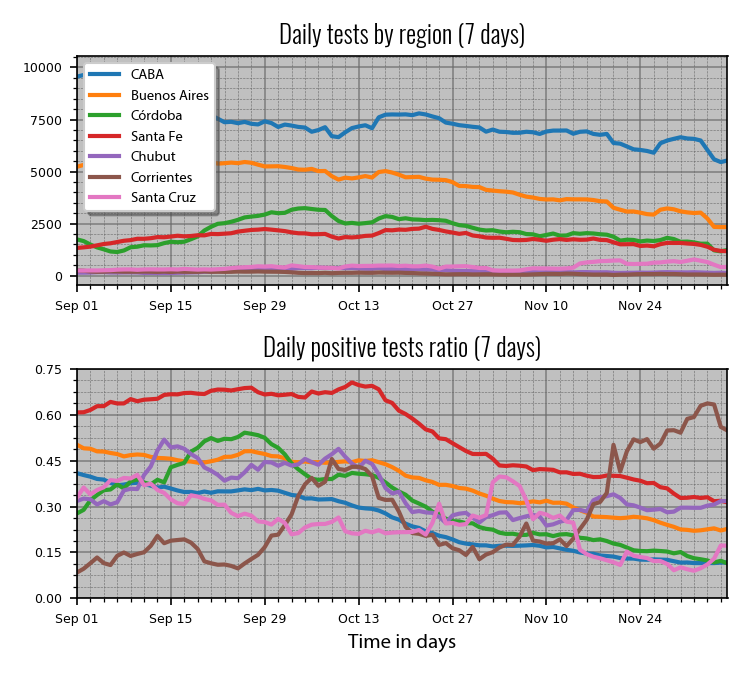 Daily tests by region (7 days)
10000
7500
5000
2500
0
CABA
Buenos Aires
Córdoba
Santa Fe
Chubut
Corrientes
Santa Cruz
Sep 01 Sep 15 Sep 29 Oct 13 Oct 27 Nov 10 Nov 24
Daily positive tests ratio (7 days)
0.75
0.60
0.45
0.30
0.15
0.00
Sep 01 Sep 15 Sep 29 Oct 13 Oct 27 Nov 10 Nov 24
Time in days